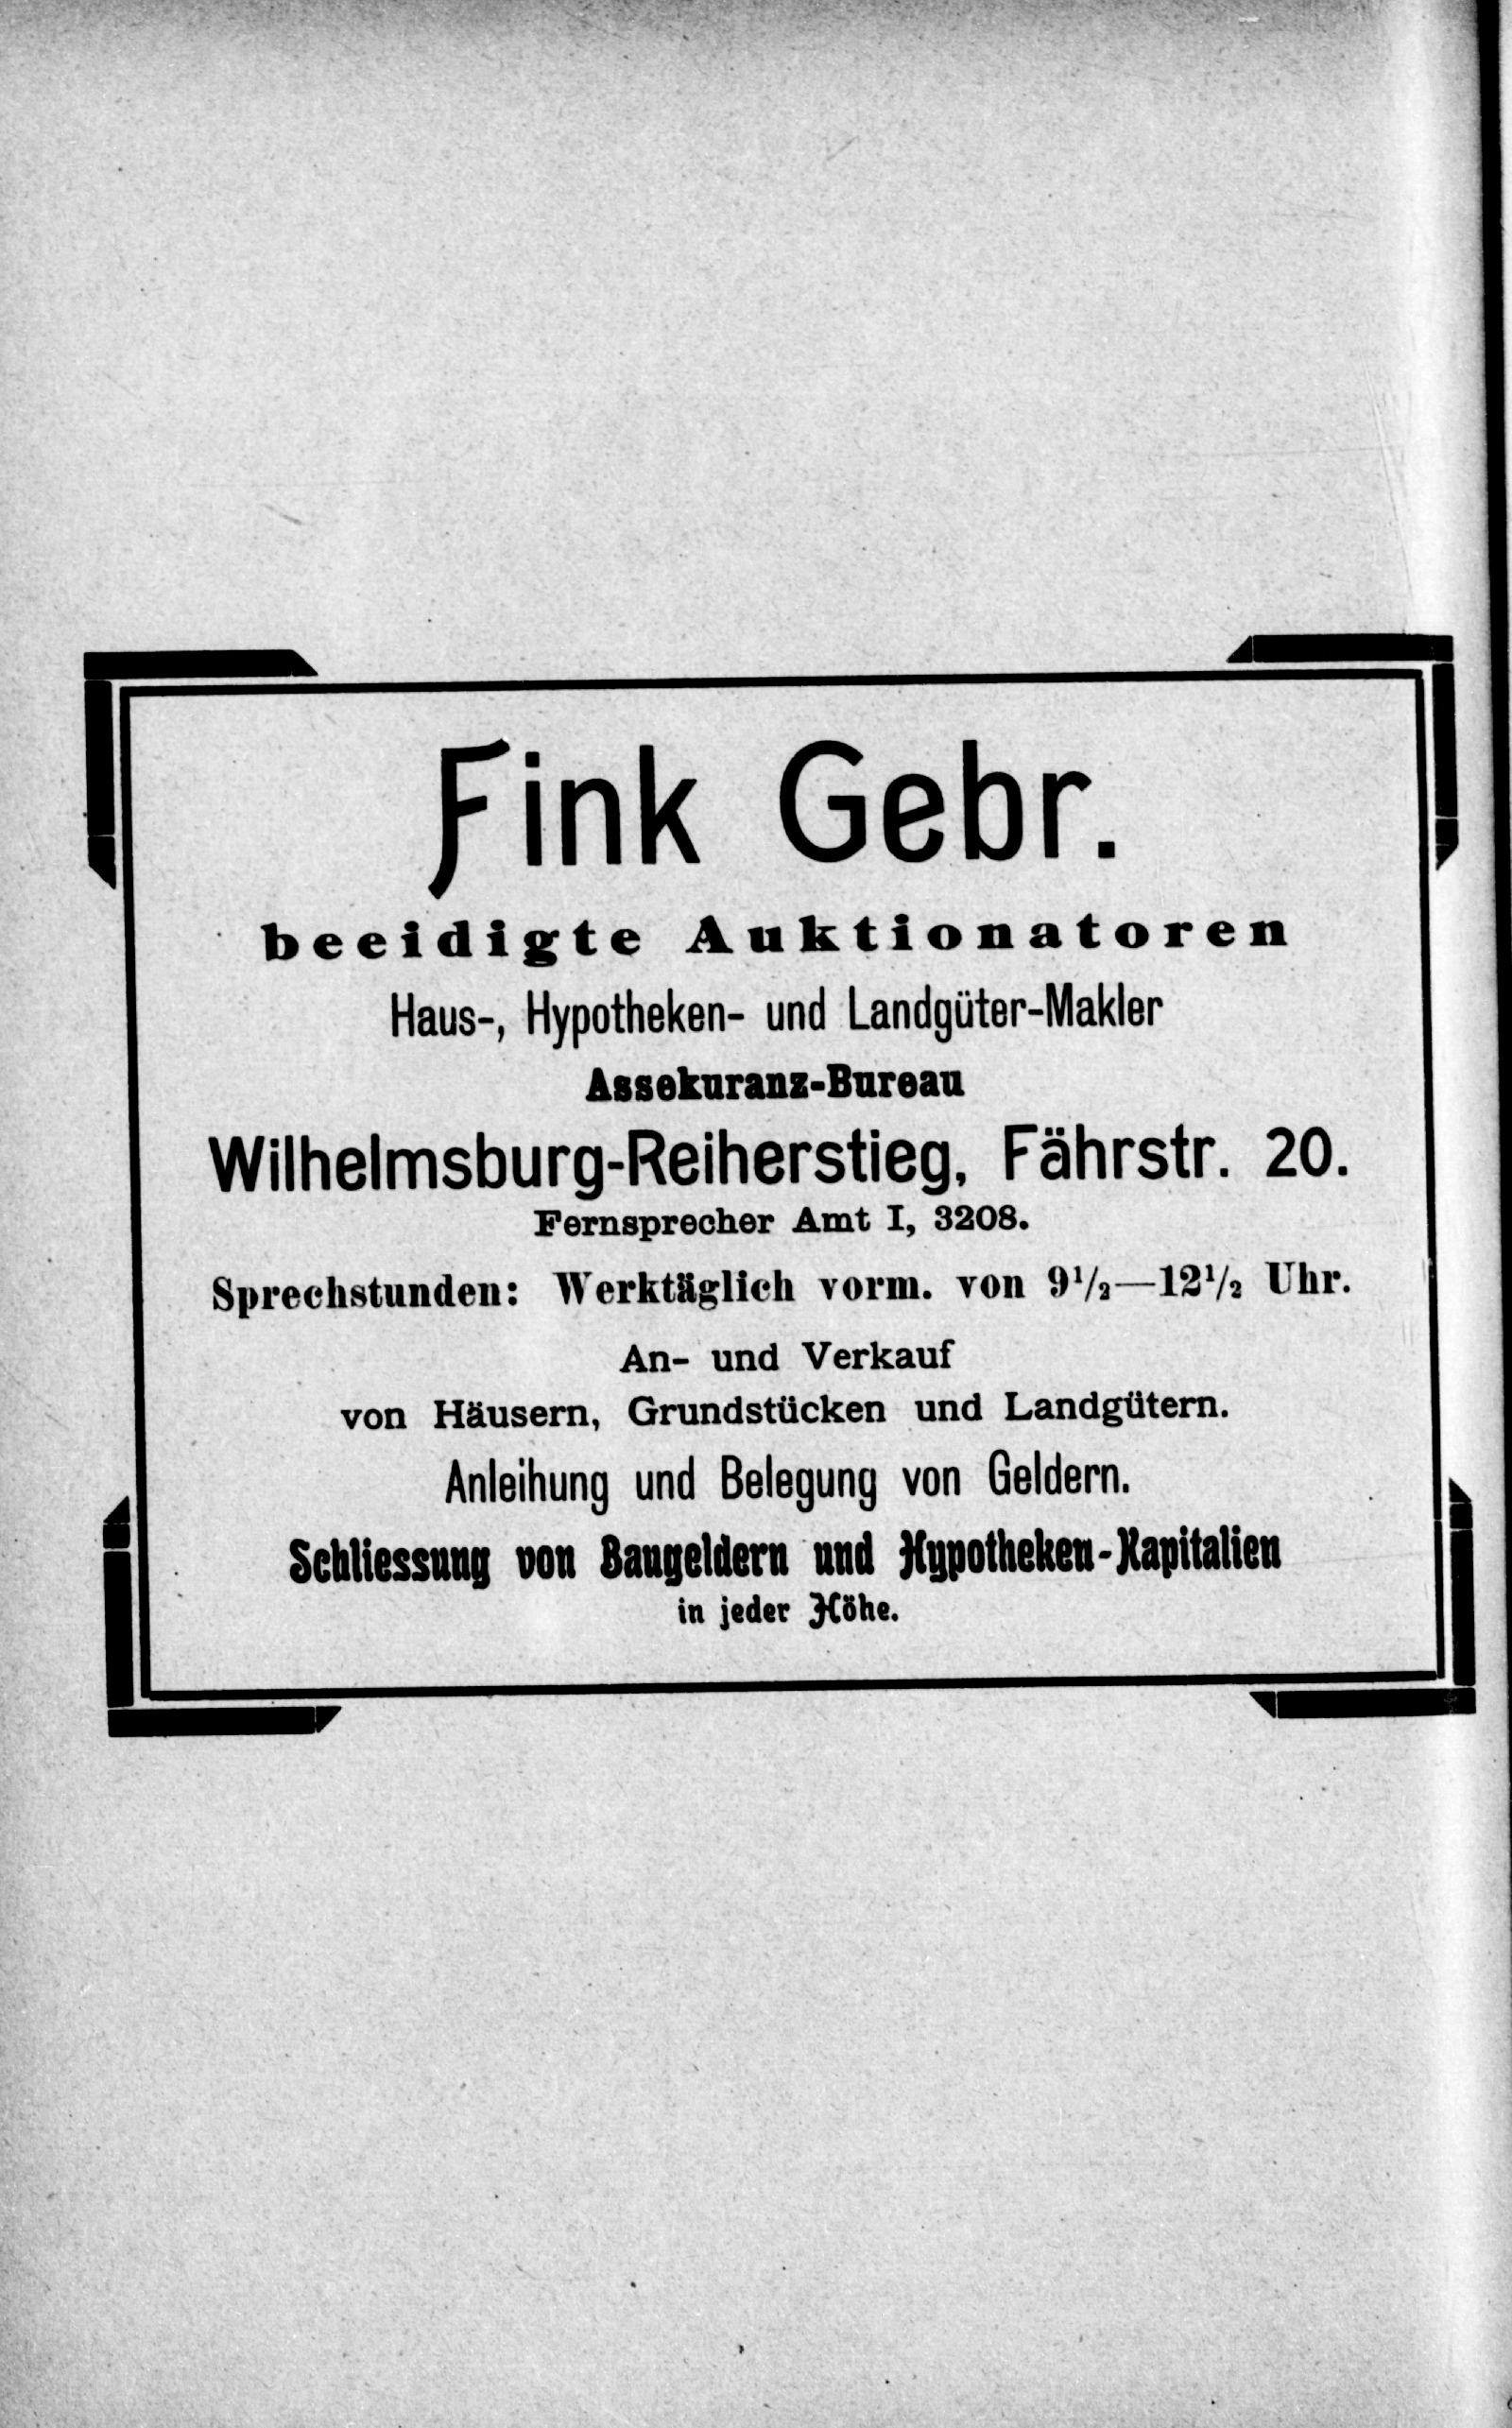 Fink Gebr.
beeidigte Auktionatoren
Haus-, Hypotheken- und Landgüter-Makler
Assekuranz-Bureau
Wilhelmsburg-Reiherstieg, Fährstr. 20.
Fernsprecher Amt I, 3208.
Sprechstunden: Werktäglich vorm. von 9¹/₂—12¹/₂ Uhr.
An- und Verkauf
von Häusern, Grundstücken und Landgütern.
Anleihung und Belegung von Geldern.
Schliessung von Baugeldern und Hypotheken-Kapitalien
in jeder Höhe.